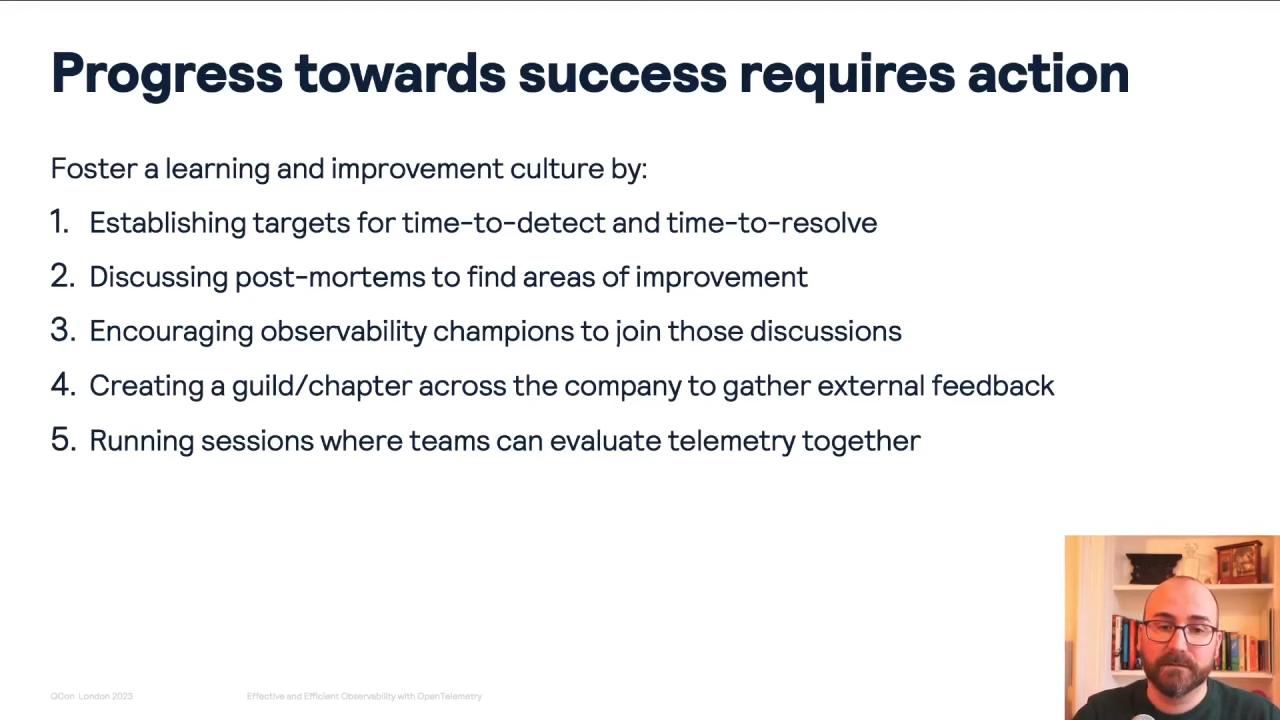 Progress towards success requires action
Foster a learning and improvement culture by:
1. Establishing targets for time-to-detect and time-to-resolve
2. Discussing post-mortems to find areas of improvement
3. Encouraging observability champions to join those discussions
4. Creating a guild/chapter across the company to gather external feedback
5. Running sessions where teams can evaluate telemetry together
QCon London 2023
Effective and Efficient Observability with OpenTelemetry